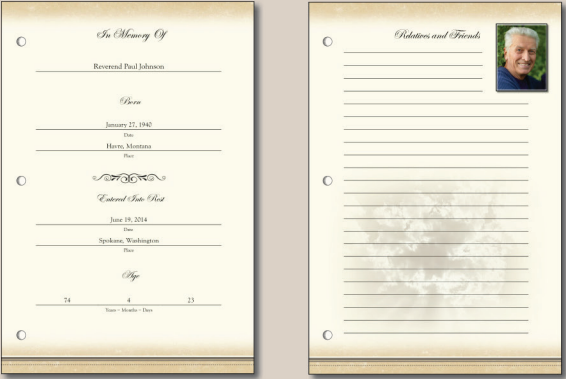 In Memory Of
Reverend Paul Johnson
Born
January 27, 1940
Date
Havre, Montana
Place
Entered Into Rest
June 19, 2014
Date
Spokane, Washington
Place
Age
74 4 23
Years ~ Months ~ Days
Relatives and Friends